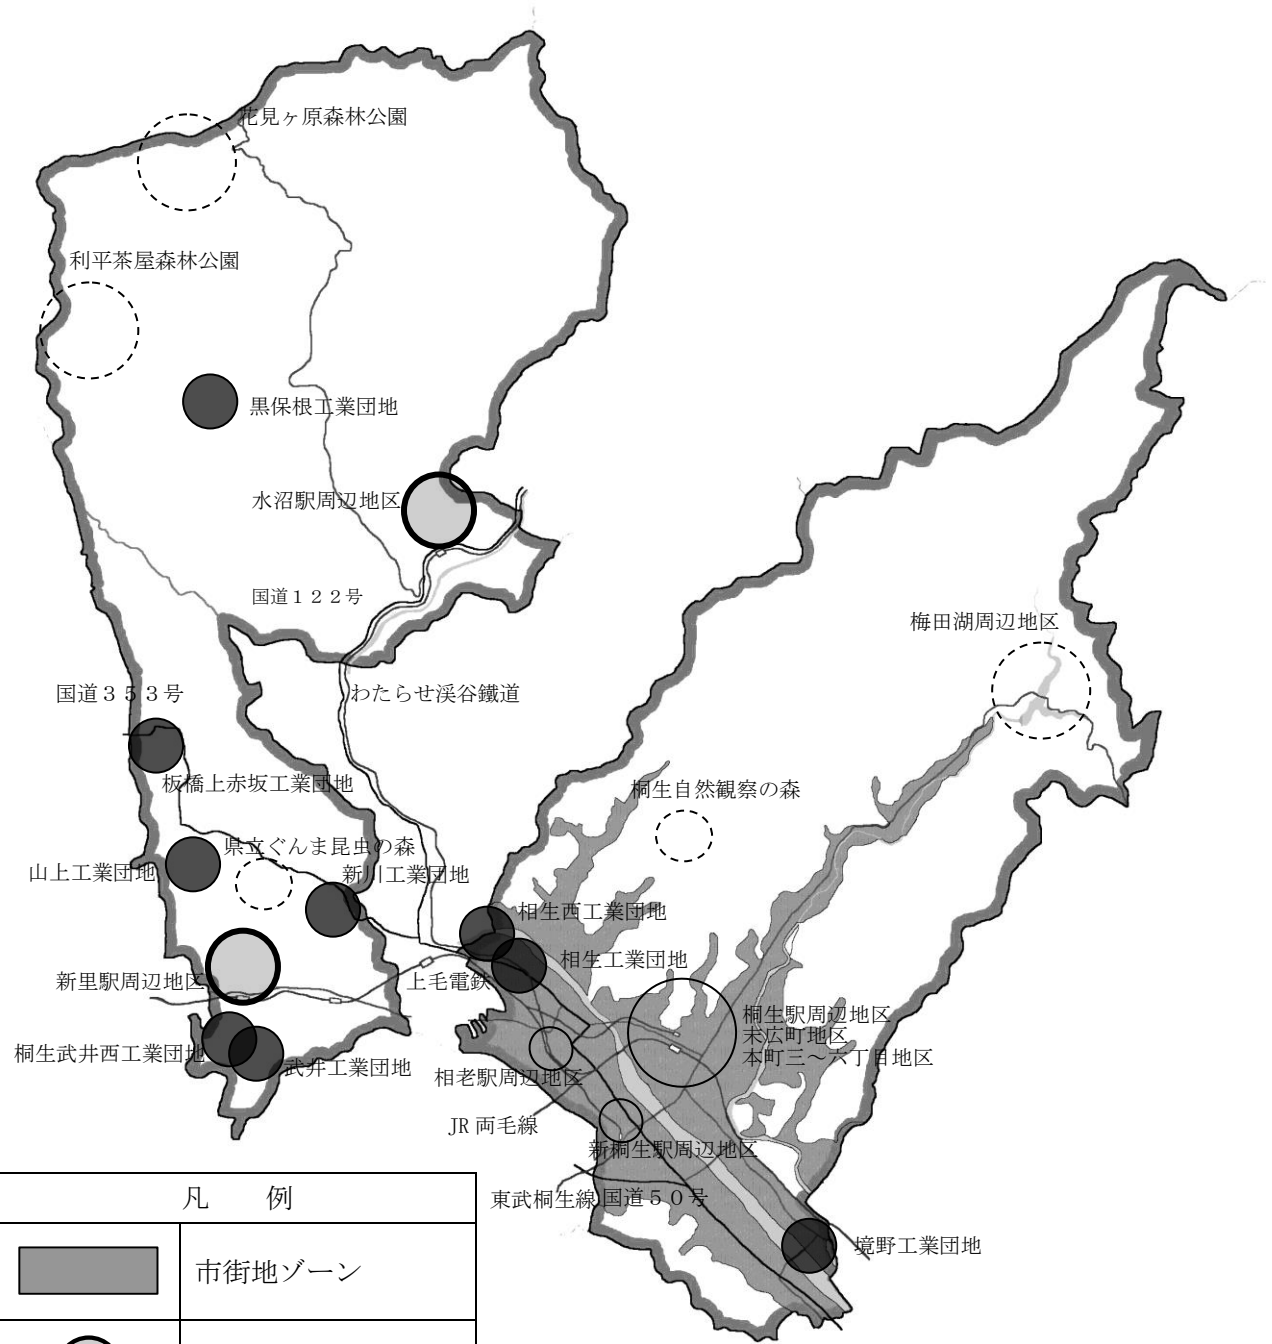 花見ヶ原森林公園
利平茶屋森林公園
黒保根工業団地
水沼駅周辺地区
国道１２２号
梅田湖周辺地区
国道３５３号
わたらせ渓谷鐵道
板橋上赤坂工業団地
桐生自然観察の森
県立ぐんま昆虫の森
山上工業団地
新川工業団地
相生西工業団地
相生工業団地
新里駅周辺地区
上毛電鉄
桐生駅周辺地区
末広町地区
本町三～六丁目地区
桐生武井西工業団地
武井工業団地
相老駅周辺地区
JR 両毛線
新桐生駅周辺地区
東武桐生線
国道５０号
境野工業団地
凡　例
市街地ゾーン